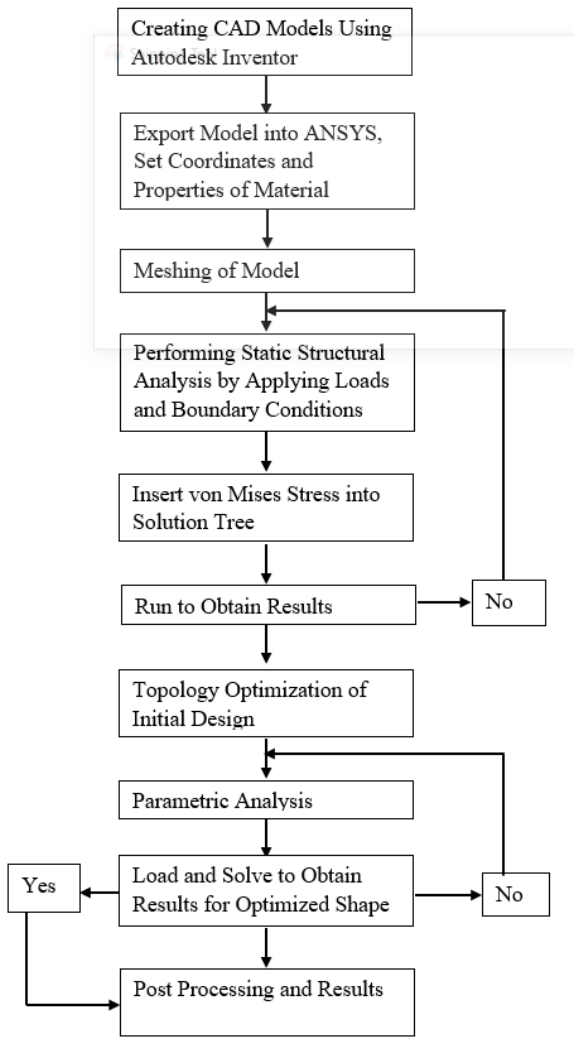 Creating CAD Models Using
Autodesk Inventor
Export Model into ANSYS,
Set Coordinates and
Properties of Material
Meshing of Model
Performing Static Structural
Analysis by Applying Loads
and Boundary Conditions
Insert von Mises Stress into
Solution Tree
Run to Obtain Results
No
Topology Optimization of
Initial Design
Parametric Analysis
Yes
Load and Solve to Obtain
Results for Optimized Shape
No
Post Processing and Results